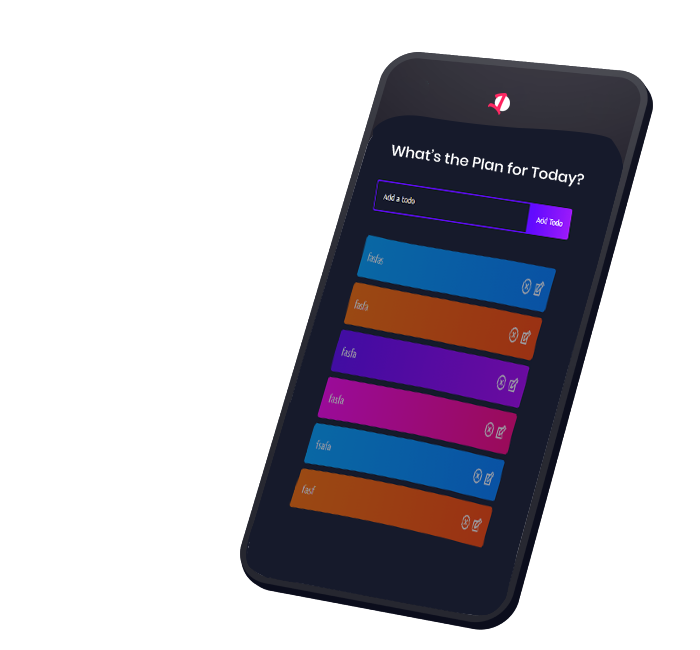 What's the Plan for Today?
Add a todo
Add Todo
fasfas
fasfa
fasfa
fasfa
fsafa
fasf